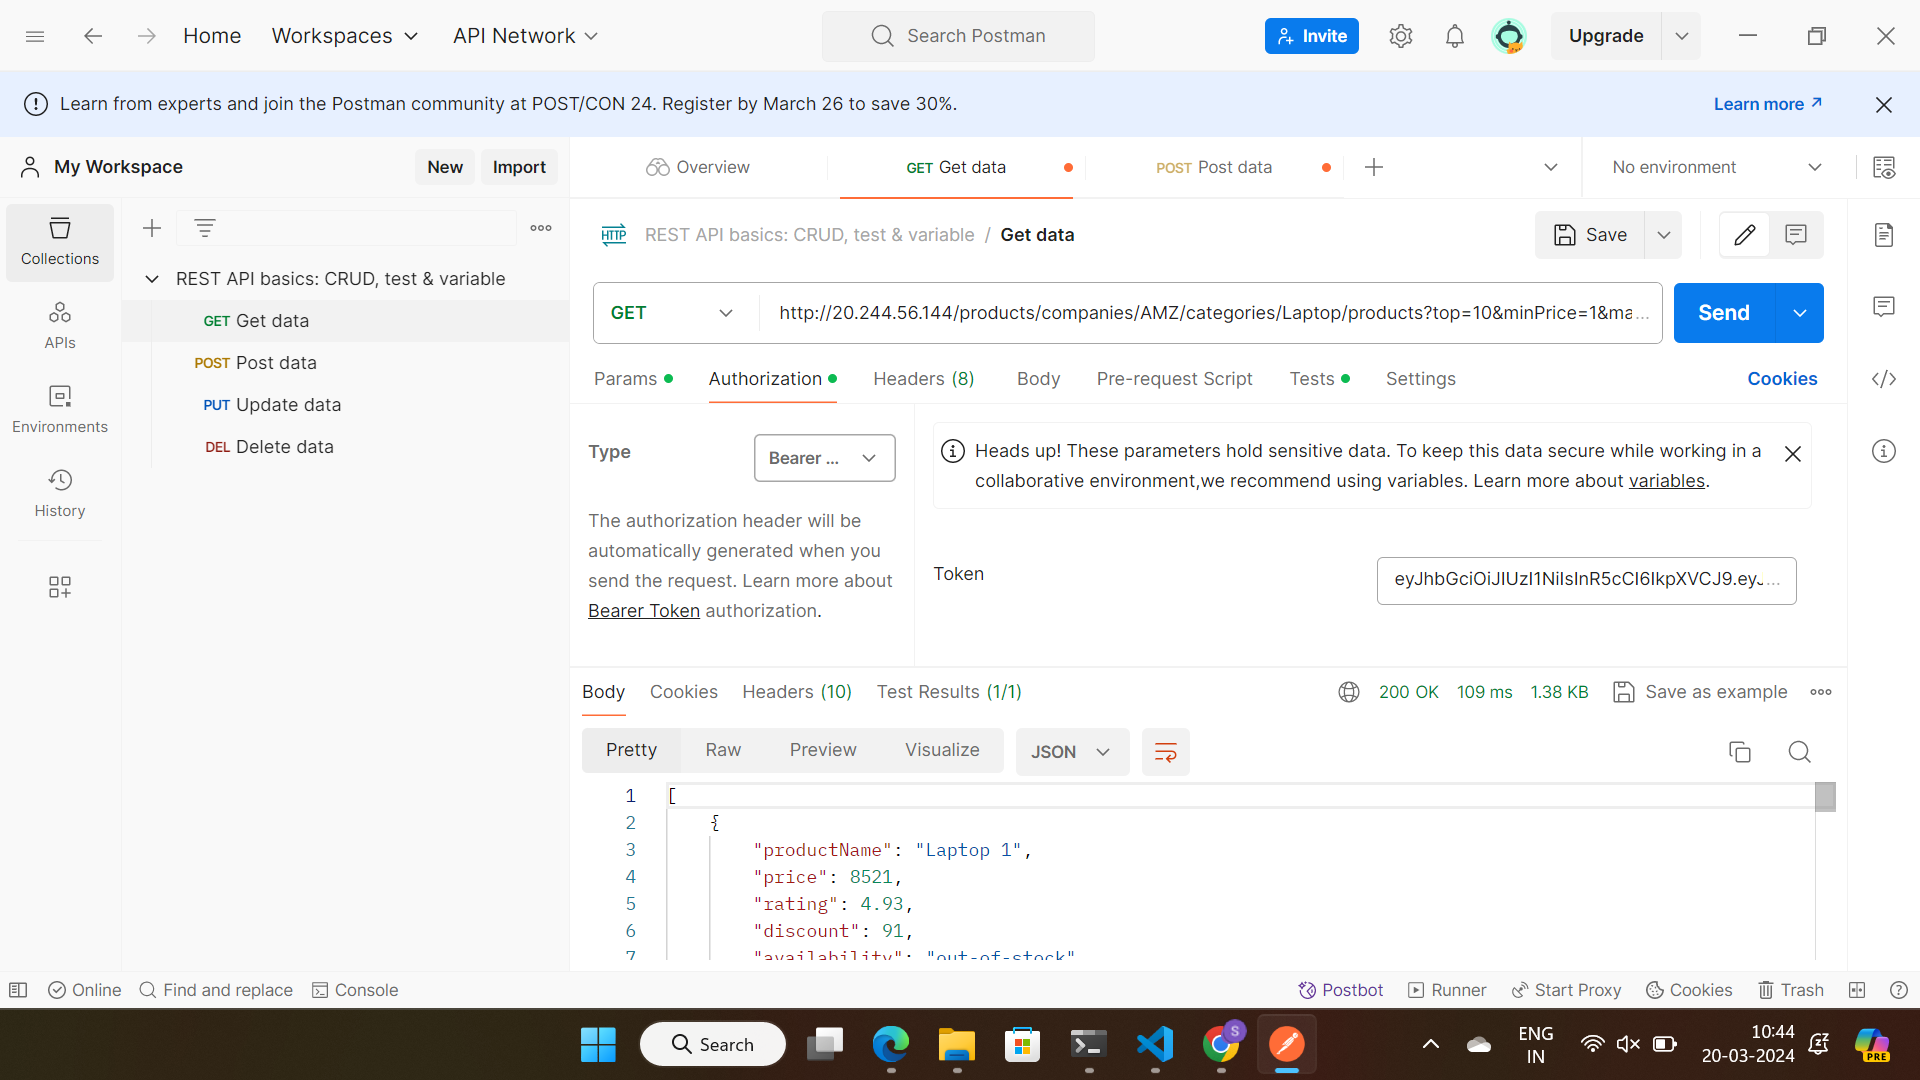 Home Workspaces API Network Search Postman Invite Upgrade
Learn from experts and join the Postman community at POST/CON 24. Register by March 26 to save 30%. Learn more
My Workspace New Import Overview GET Get data POST Post data No environment
Collections
APIs
Environments
History
REST API basics: CRUD, test & variable
GET Get data
POST Post data
PUT Update data
DEL Delete data
HTTP REST API basics: CRUD, test & variable / Get data Save
GET http://20.244.56.144/products/companies/AMZ/categories/Laptop/products?top=10&minPrice=1&ma... Send
Params Authorization Headers (8) Body Pre-request Script Tests Settings Cookies
Type Bearer ...
The authorization header will be
automatically generated when you
send the request. Learn more about
Bearer Token authorization.
Heads up! These parameters hold sensitive data. To keep this data secure while working in a
collaborative environment,we recommend using variables. Learn more about variables.
Token eyJhbGciOiJIUzI1NiIsInR5cCI6IkpXVCJ9.eyJ...
Body Cookies Headers (10) Test Results (1/1) 200 OK 109 ms 1.38 KB Save as example
Pretty Raw Preview Visualize JSON
1 [
2 {
3 "productName": "Laptop 1",
4 "price": 8521,
5 "rating": 4.93,
6 "discount": 91,
7 "availability": "out-of-stock"
Online Find and replace Console Postbot Runner Start Proxy Cookies Trash
Search S ENG
IN 10:44
20-03-2024 PRE